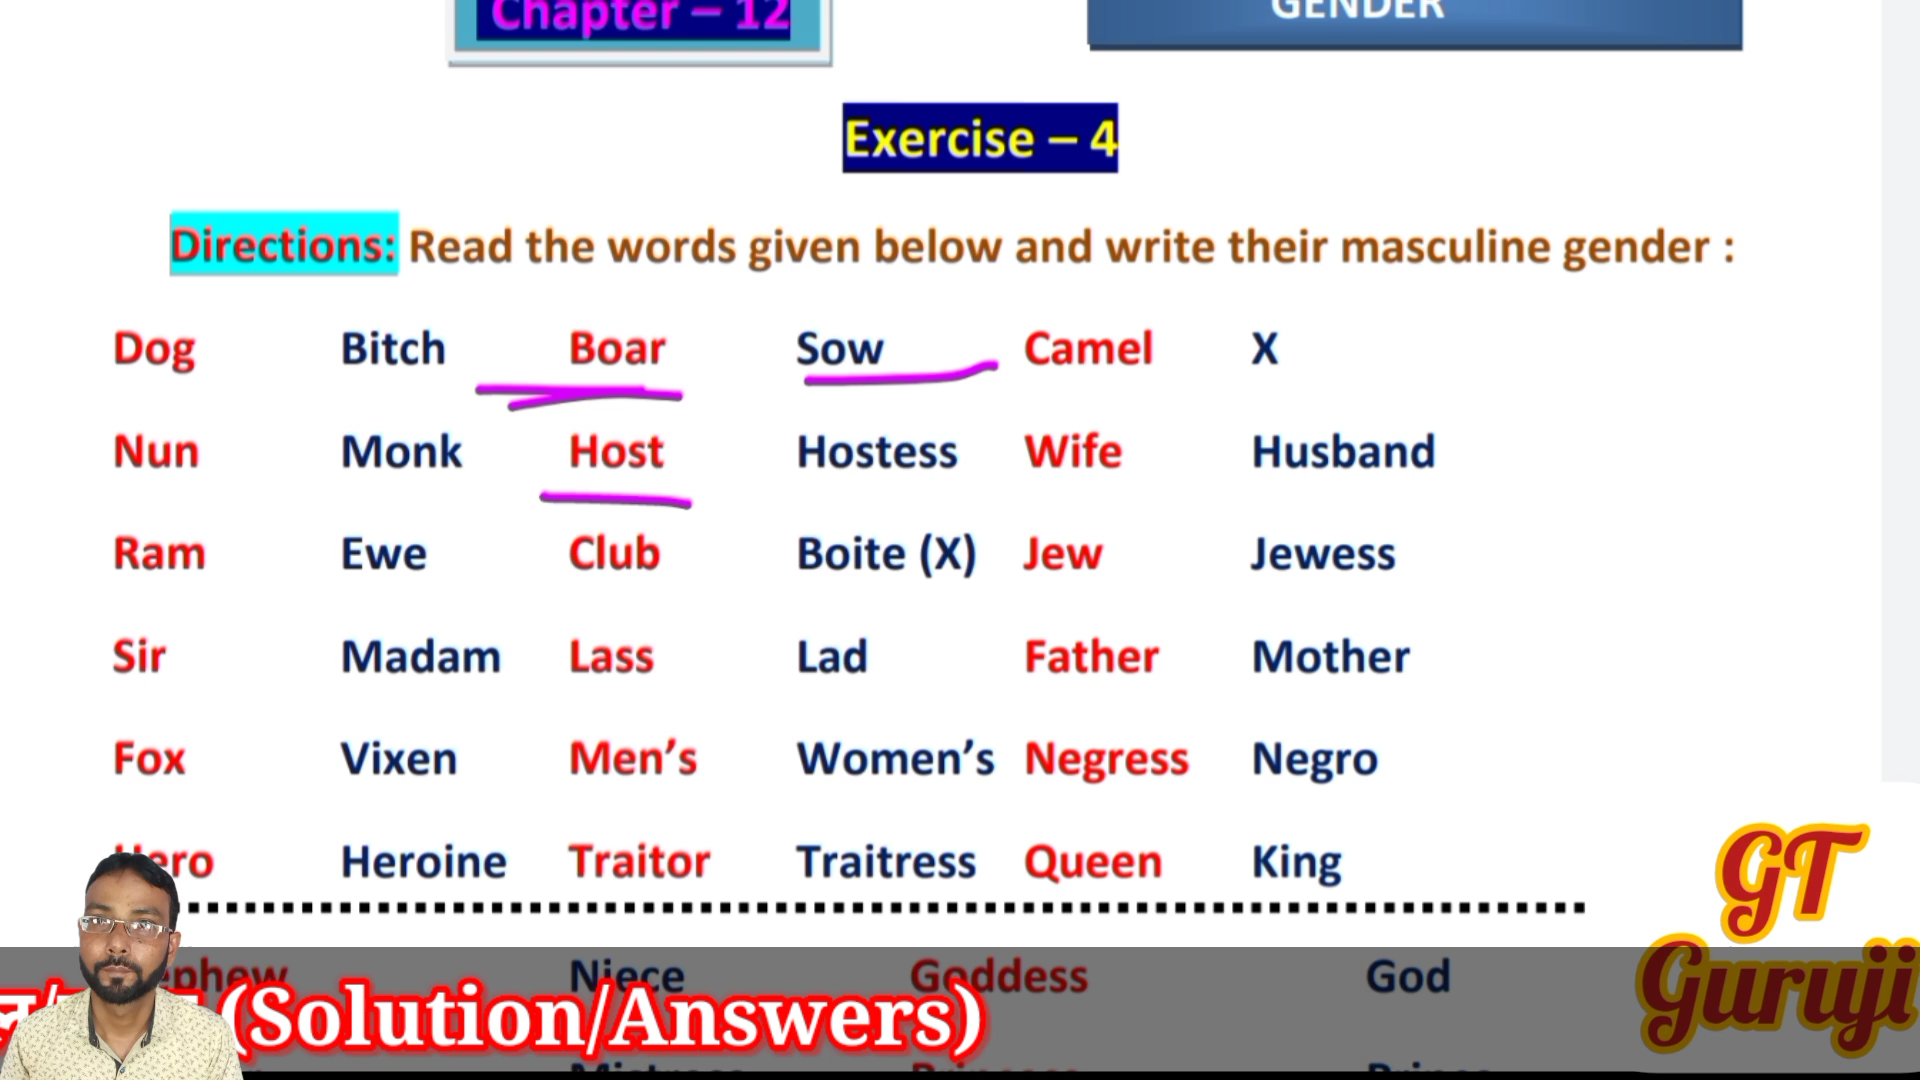 Chapter – 12
GENDER
Exercise – 4
Directions: Read the words given below and write their masculine gender :
Dog Bitch Boar Sow Camel X
Nun Monk Host Hostess Wife Husband
Ram Ewe Club Boite (X) Jew Jewess
Sir Madam Lass Lad Father Mother
Fox Vixen Men’s Women’s Negress Negro
Hero Heroine Traitor Traitress Queen King
Niece Goddess God
(Solution/Answers)
GT
Guruji